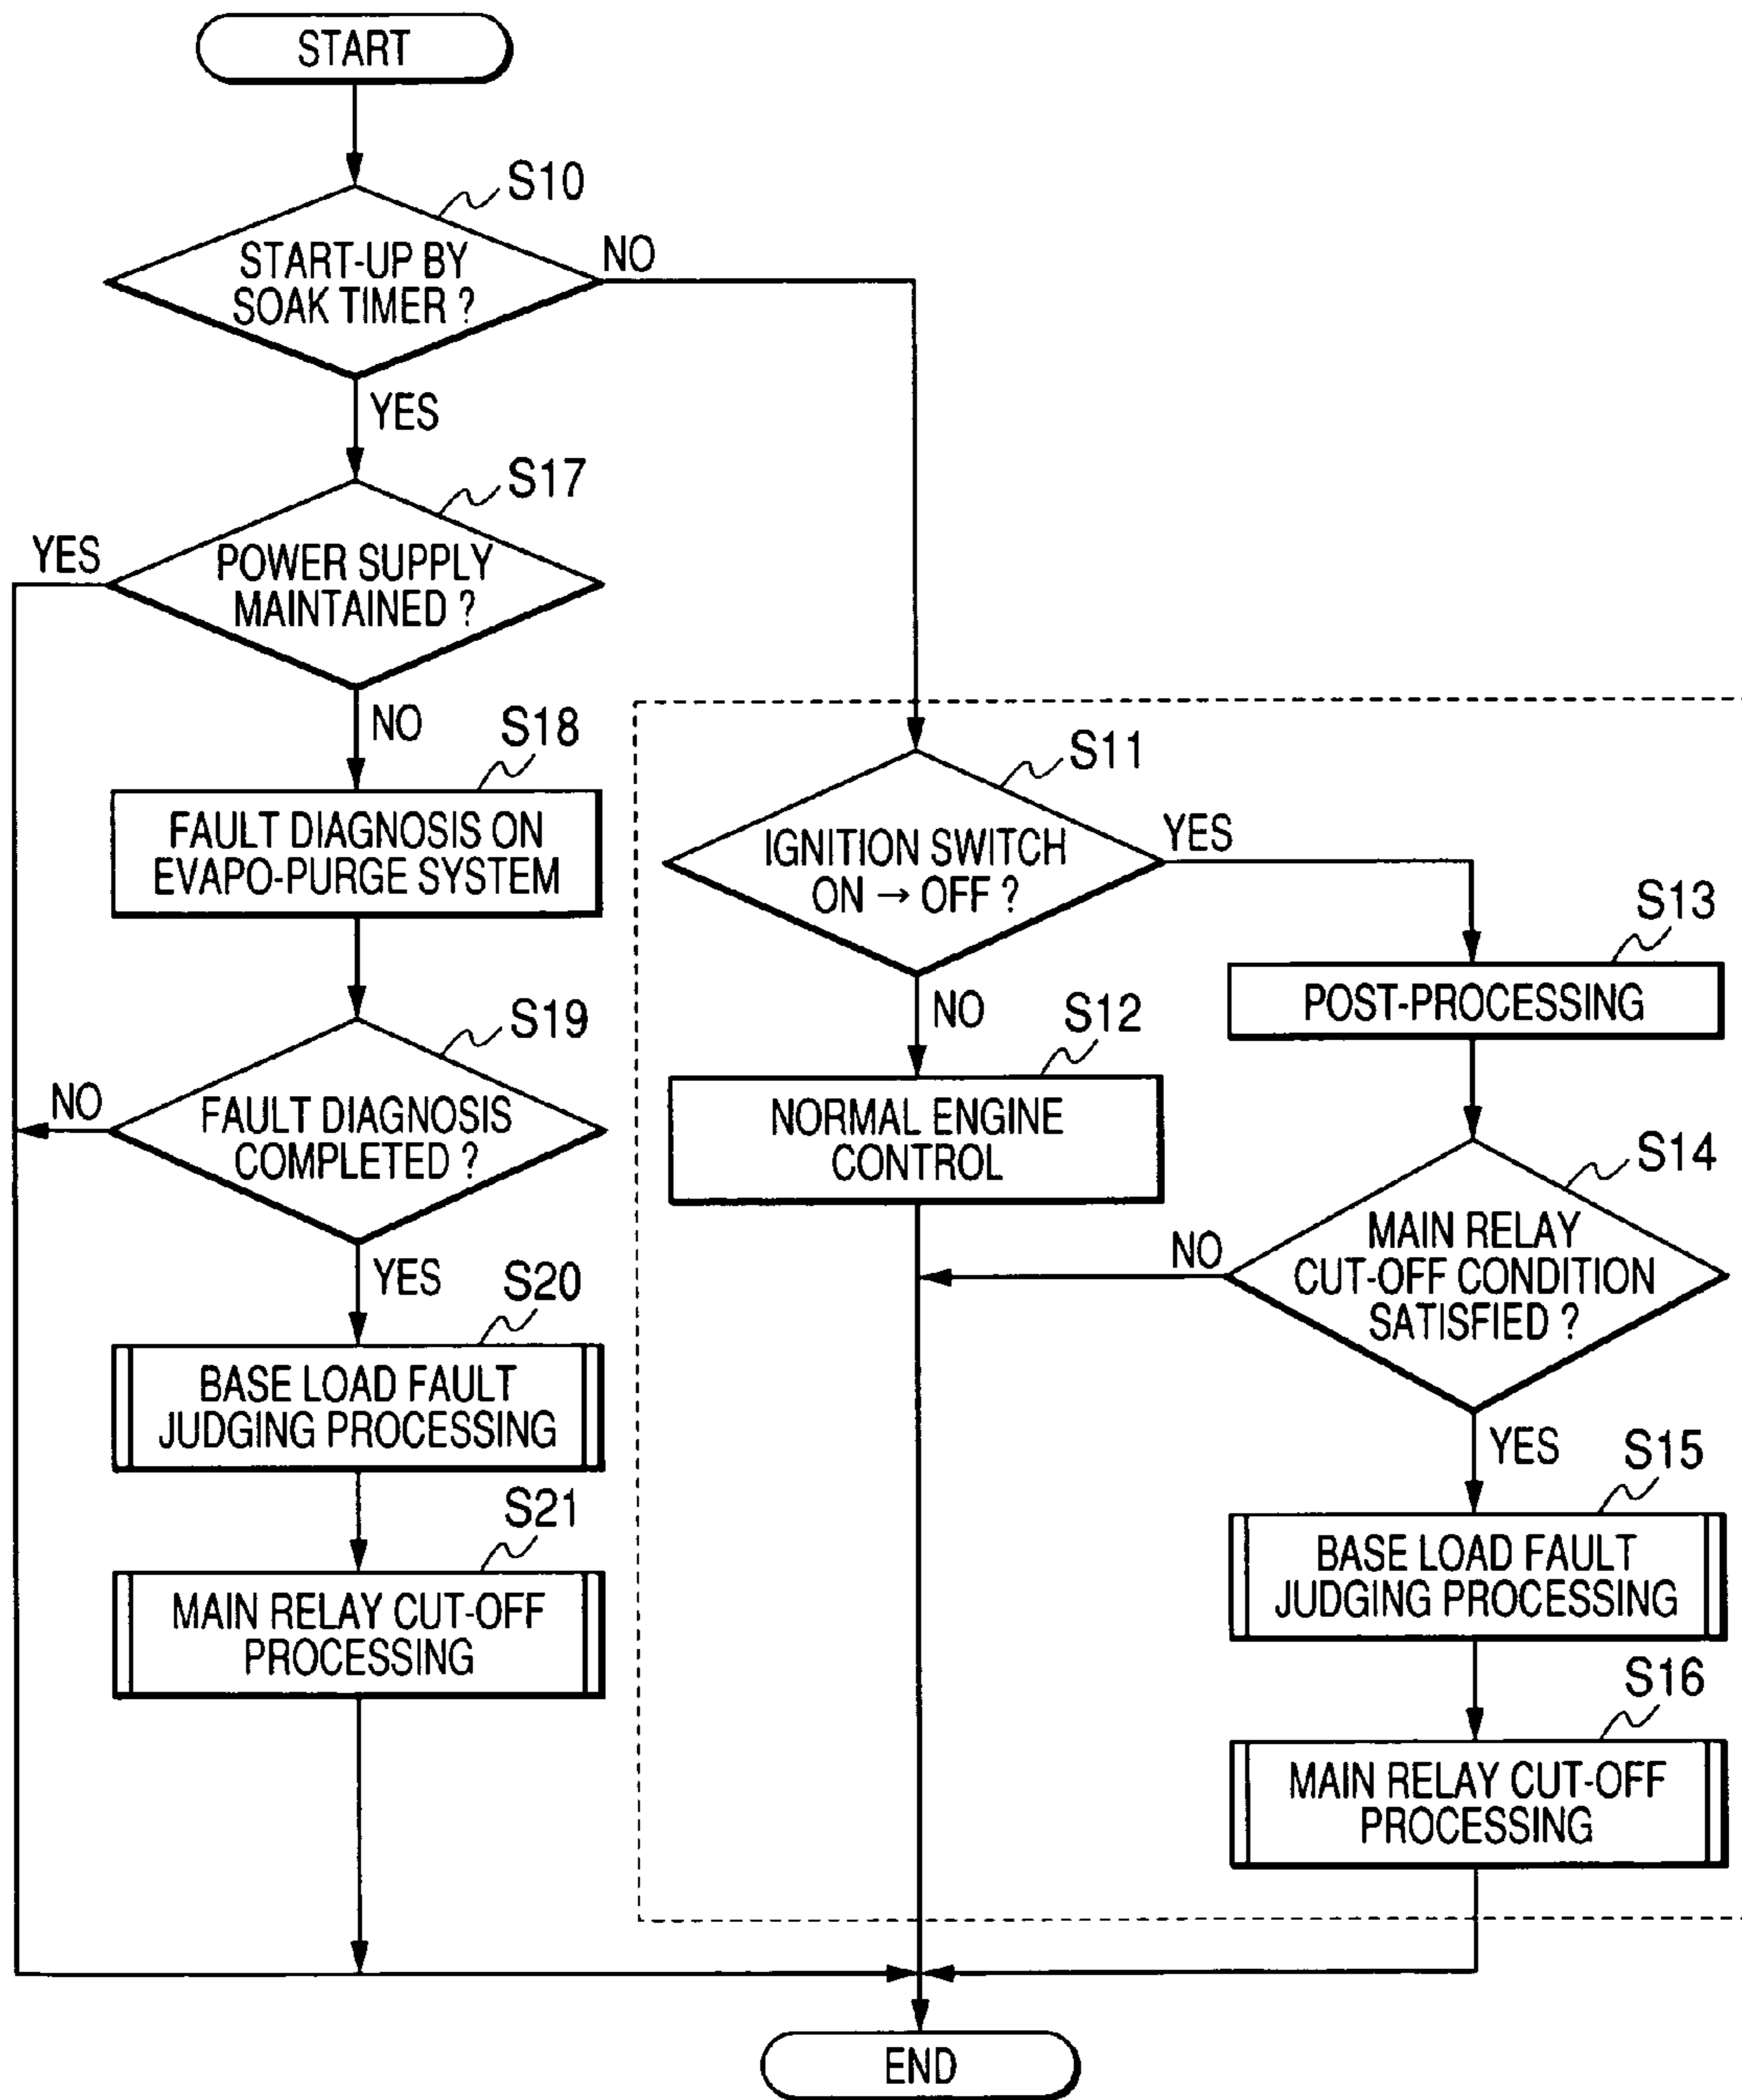 START
S10
START-UP BY
SOAK TIMER ?
NO
YES
S17
POWER SUPPLY
MAINTAINED ?
YES
NO
S18
FAULT DIAGNOSIS ON
EVAPO-PURGE SYSTEM
S19
FAULT DIAGNOSIS
COMPLETED ?
NO
YES
S20
BASE LOAD FAULT
JUDGING PROCESSING
S21
MAIN RELAY CUT-OFF
PROCESSING
S11
IGNITION SWITCH
ON → OFF ?
YES
NO
S12
NORMAL ENGINE
CONTROL
S13
POST-PROCESSING
S14
MAIN RELAY
CUT-OFF CONDITION
SATISFIED ?
NO
YES
S15
BASE LOAD FAULT
JUDGING PROCESSING
S16
MAIN RELAY CUT-OFF
PROCESSING
END